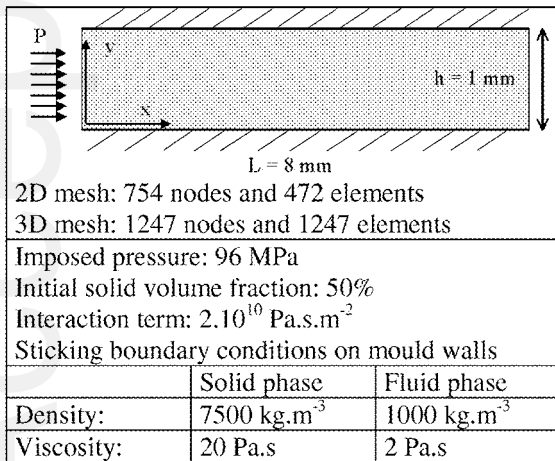 P
y
x
h = 1 mm
L = 8 mm
2D mesh: 754 nodes and 472 elements
3D mesh: 1247 nodes and 1247 elements
Imposed pressure: 96 MPa
Initial solid volume fraction: 50%
Interaction term: 2.10¹⁰ Pa.s.m⁻²
Sticking boundary conditions on mould walls
Solid phase Fluid phase
Density: 7500 kg.m⁻³ 1000 kg.m⁻³
Viscosity: 20 Pa.s 2 Pa.s